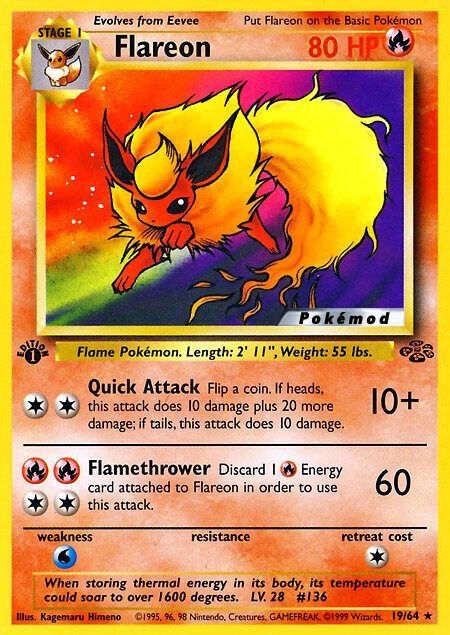 Evolves from Eevee
Put Flareon on the Basic Pokémon
STAGE 1
Flareon
80 HP
Pokémod
EDITION
1
Flame Pokémon. Length: 2' 11", Weight: 55 lbs.
Quick Attack Flip a coin. If heads,
this attack does 10 damage plus 20 more
damage; if tails, this attack does 10 damage.
10+
Flamethrower Discard 1 Energy
card attached to Flareon in order to use
this attack.
60
weakness
resistance
retreat cost
When storing thermal energy in its body, its temperature
could soar to over 1600 degrees. LV. 28 #136
Illus. Kagemaru Himeno
©1995, 96, 98 Nintendo, Creatures, GAMEFREAK. ©1999 Wizards.
19/64 ★